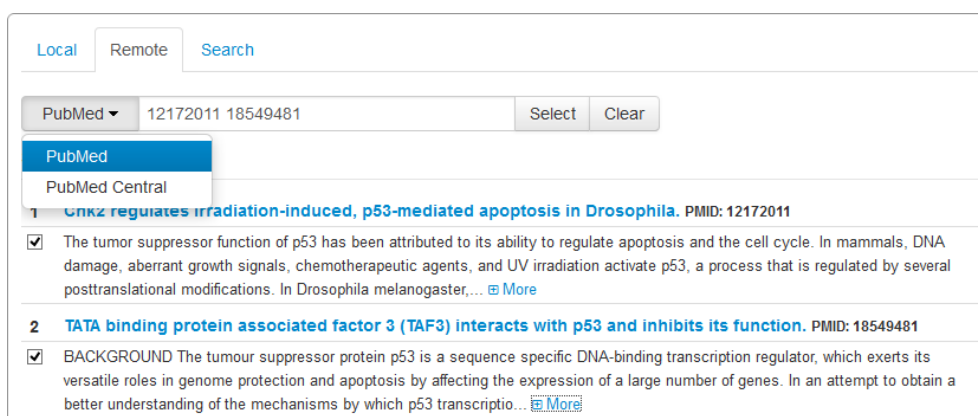 Local Remote Search
PubMed 12172011 18549481 Select Clear
PubMed
PubMed Central
1 Chk2 regulates irradiation-induced, p53-mediated apoptosis in Drosophila. PMID: 12172011
The tumor suppressor function of p53 has been attributed to its ability to regulate apoptosis and the cell cycle. In mammals, DNA
damage, aberrant growth signals, chemotherapeutic agents, and UV irradiation activate p53, a process that is regulated by several
posttranslational modifications. In Drosophila melanogaster,... More
2 TATA binding protein associated factor 3 (TAF3) interacts with p53 and inhibits its function. PMID: 18549481
BACKGROUND The tumour suppressor protein p53 is a sequence specific DNA-binding transcription regulator, which exerts its
versatile roles in genome protection and apoptosis by affecting the expression of a large number of genes. In an attempt to obtain a
better understanding of the mechanisms by which p53 transcriptio... More